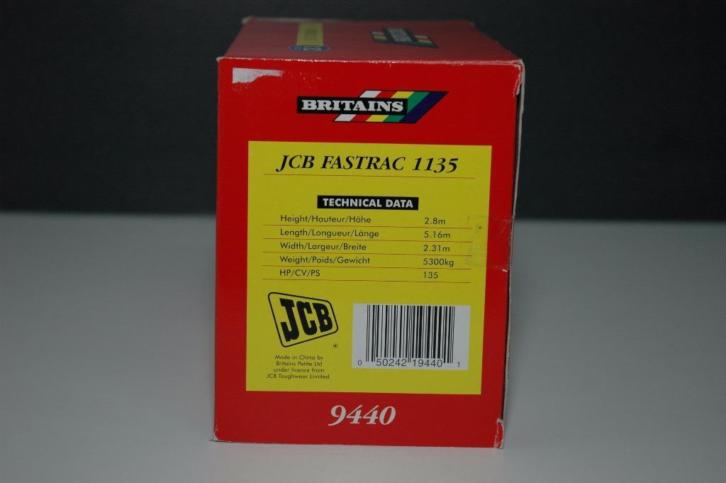 BRITAINS
JCB FASTRAC 1135
TECHNICAL DATA
Height/Hauteur/Höhe 2.8m
Length/Longueur/Länge 5.16m
Width/Largeur/Breite 2.31m
Weight/Poids/Gewicht 5300kg
HP/CV/PS 135
JCB
®
Made in China by
Britains Petite Ltd
under licence from
JCB Toughwear Limited
0 50242 19440 1
9440